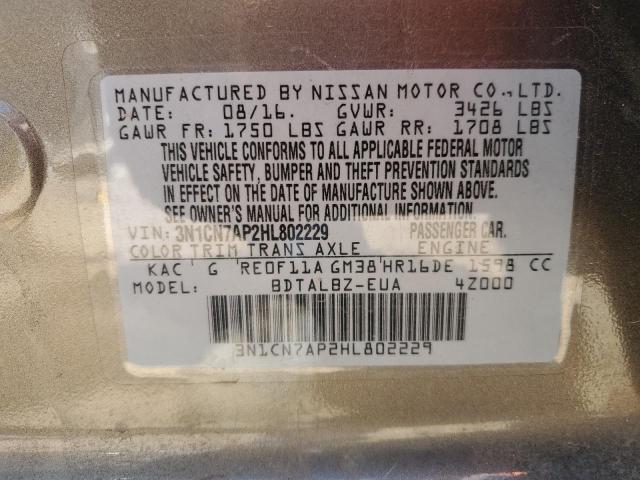 MANUFACTURED BY NISSAN MOTOR CO.,LTD.
DATE: 08/16. GVWR: 3426 LBS
GAWR FR: 1750 LBS GAWR RR: 1708 LBS
THIS VEHICLE CONFORMS TO ALL APPLICABLE FEDERAL MOTOR
VEHICLE SAFETY, BUMPER AND THEFT PREVENTION STANDARDS
IN EFFECT ON THE DATE OF MANUFACTURE SHOWN ABOVE.
SEE OWNER'S MANUAL FOR ADDITIONAL INFORMATION.
VIN: 3N1CN7AP2HL802229 PASSENGER CAR.
COLOR TRIM TRANS AXLE ENGINE
KAC G RE0F11A GM38 HR16DE 1598 CC
MODEL: BDTALBZ-EUA 4Z000
3N1CN7AP2HL802229